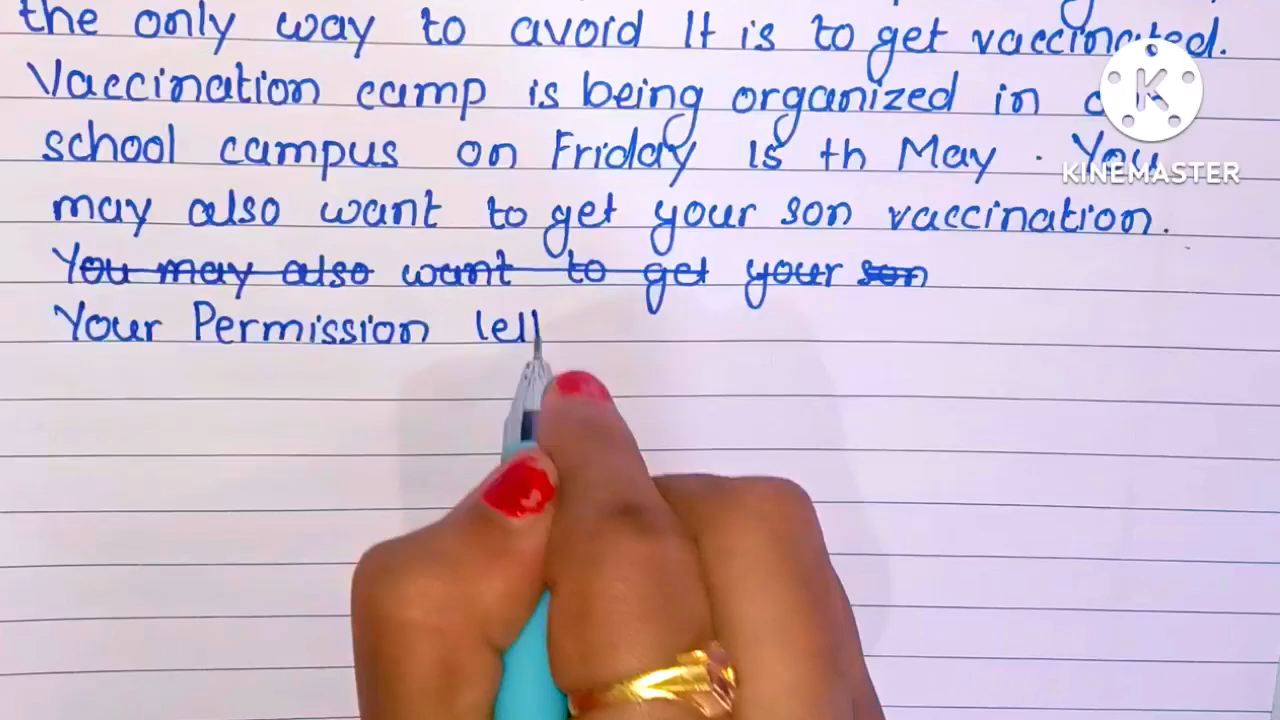 the only way to avoid It is to get vaccinated.
Vaccination camp is being organized in
school campus on Friday 15 th May . You
may also want to get your son vaccination.
You may also want to get your son
Your Permission lell
K
KINEMASTER